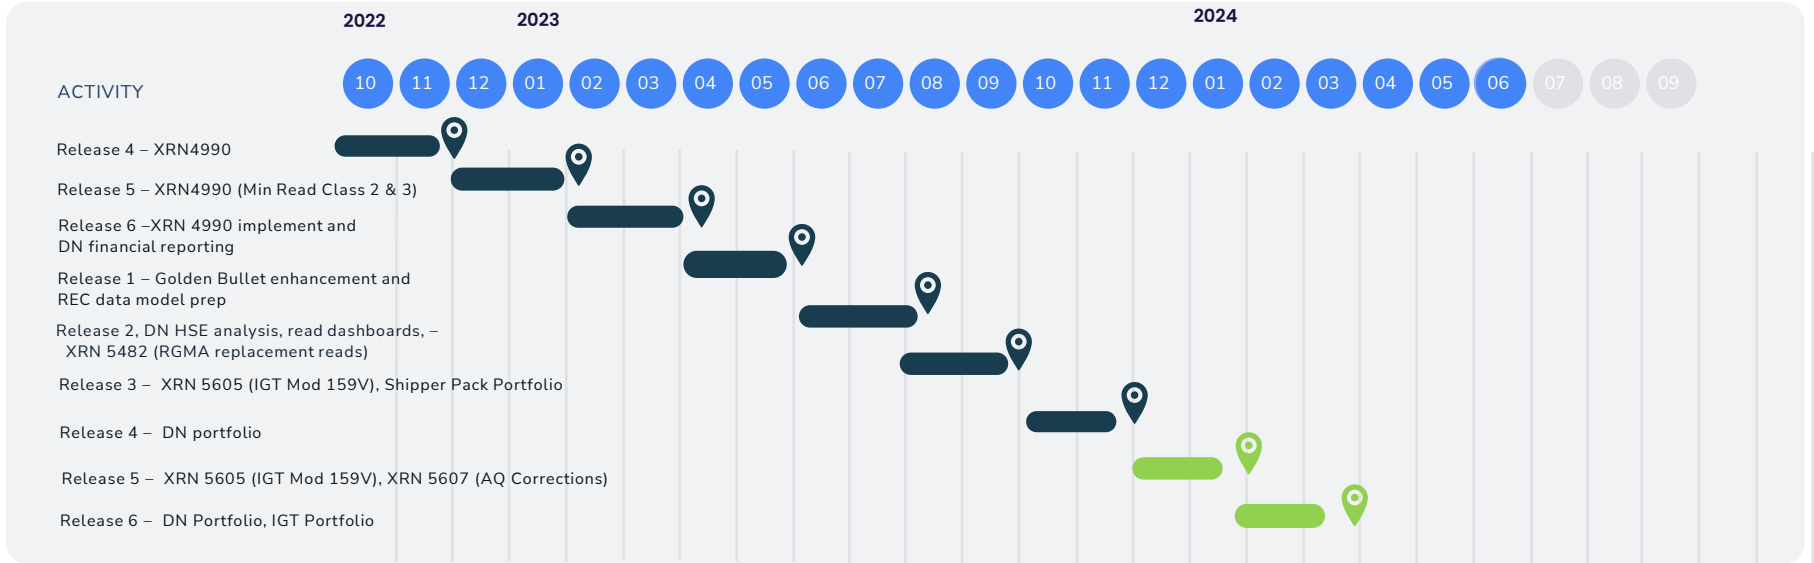 2022 2023 2024
10 11 12 01 02 03 04 05 06 07 08 09 10 11 12 01 02 03 04 05 06 07 08 09
ACTIVITY
Release 4 – XRN4990
Release 5 – XRN4990 (Min Read Class 2 & 3)
Release 6 –XRN 4990 implement and
DN financial reporting
Release 1 – Golden Bullet enhancement and
REC data model prep
Release 2, DN HSE analysis, read dashboards, –
XRN 5482 (RGMA replacement reads)
Release 3 – XRN 5605 (IGT Mod 159V), Shipper Pack Portfolio
Release 4 – DN portfolio
Release 5 – XRN 5605 (IGT Mod 159V), XRN 5607 (AQ Corrections)
Release 6 – DN Portfolio, IGT Portfolio